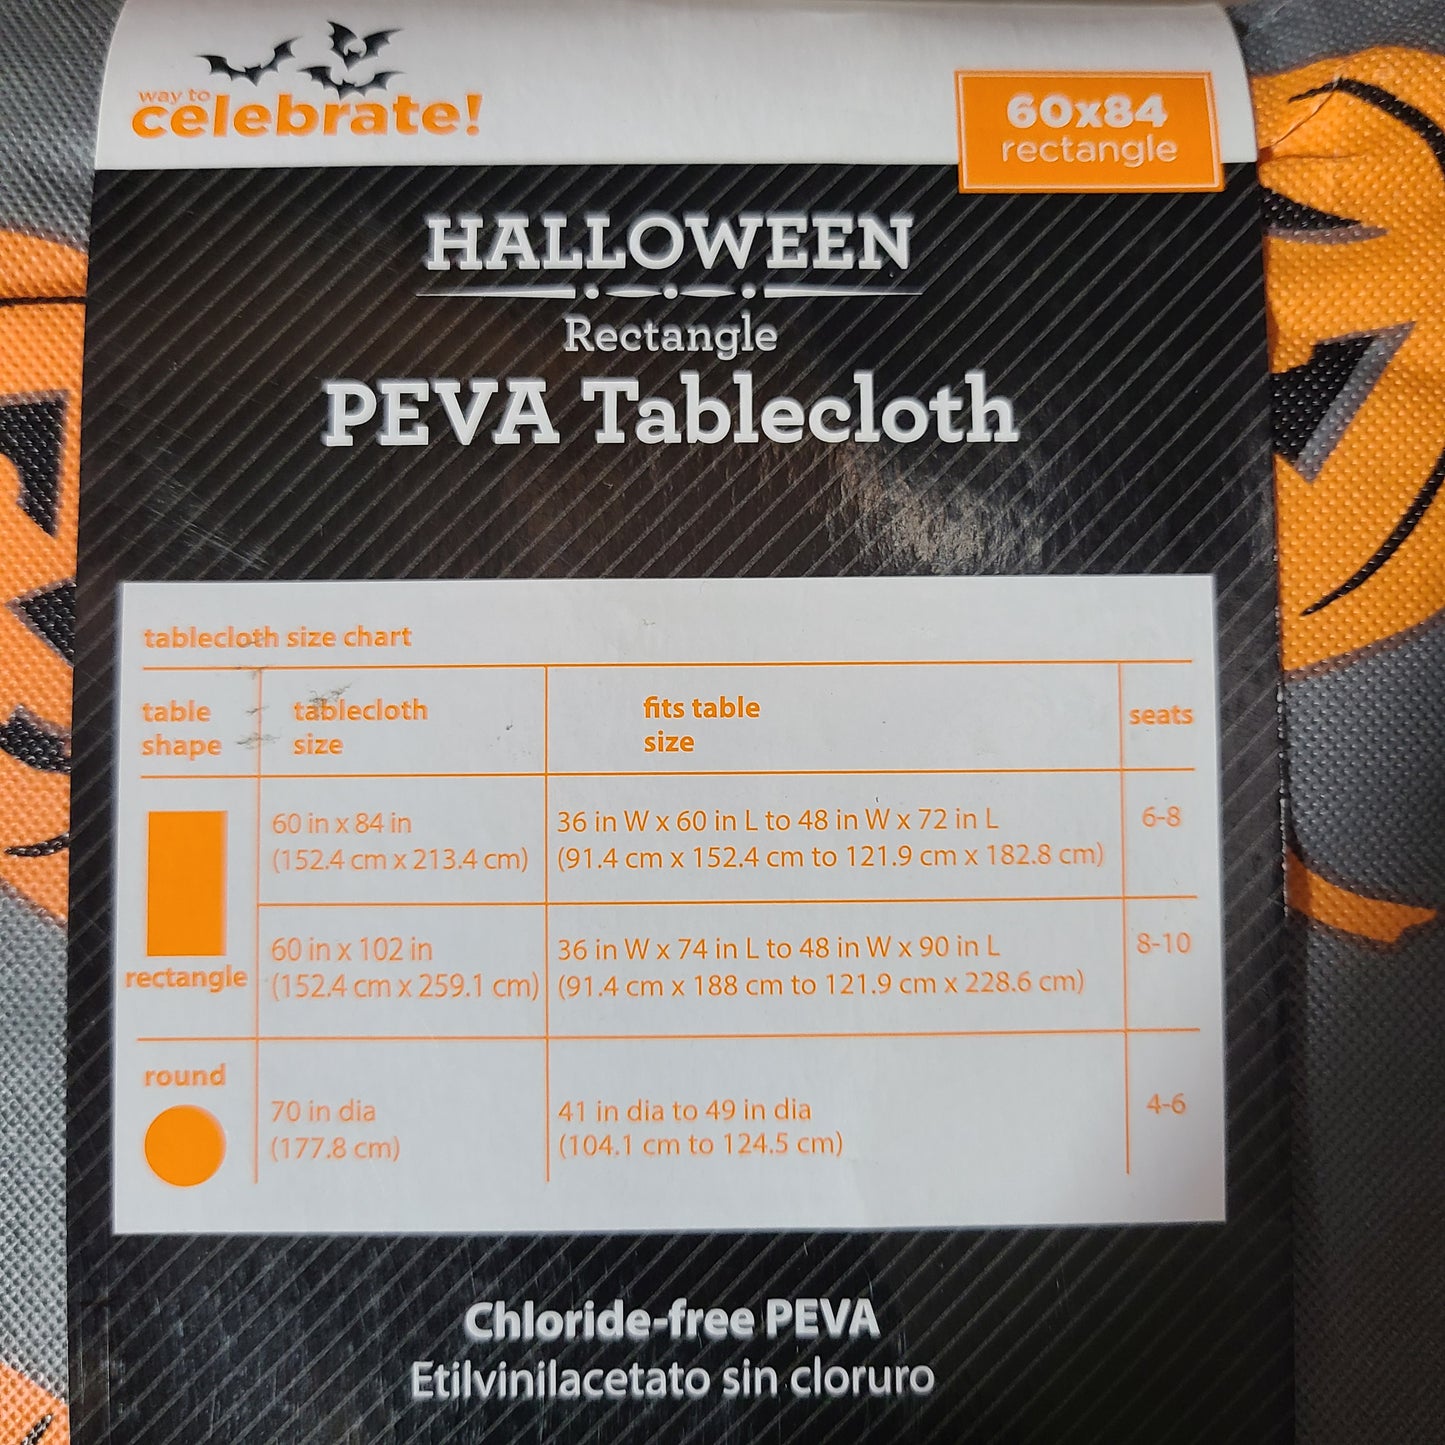 way to
celebrate!
60x84
rectangle
HALLOWEEN
Rectangle
PEVA Tablecloth
tablecloth size chart
table
shape
tablecloth
size
fits table
size
seats
rectangle
60 in x 84 in
(152.4 cm x 213.4 cm)
36 in W x 60 in L to 48 in W x 72 in L
(91.4 cm x 152.4 cm to 121.9 cm x 182.8 cm)
6-8
60 in x 102 in
(152.4 cm x 259.1 cm)
36 in W x 74 in L to 48 in W x 90 in L
(91.4 cm x 188 cm to 121.9 cm x 228.6 cm)
8-10
round
70 in dia
(177.8 cm)
41 in dia to 49 in dia
(104.1 cm to 124.5 cm)
4-6
Chloride-free PEVA
Etilvinilacetato sin cloruro